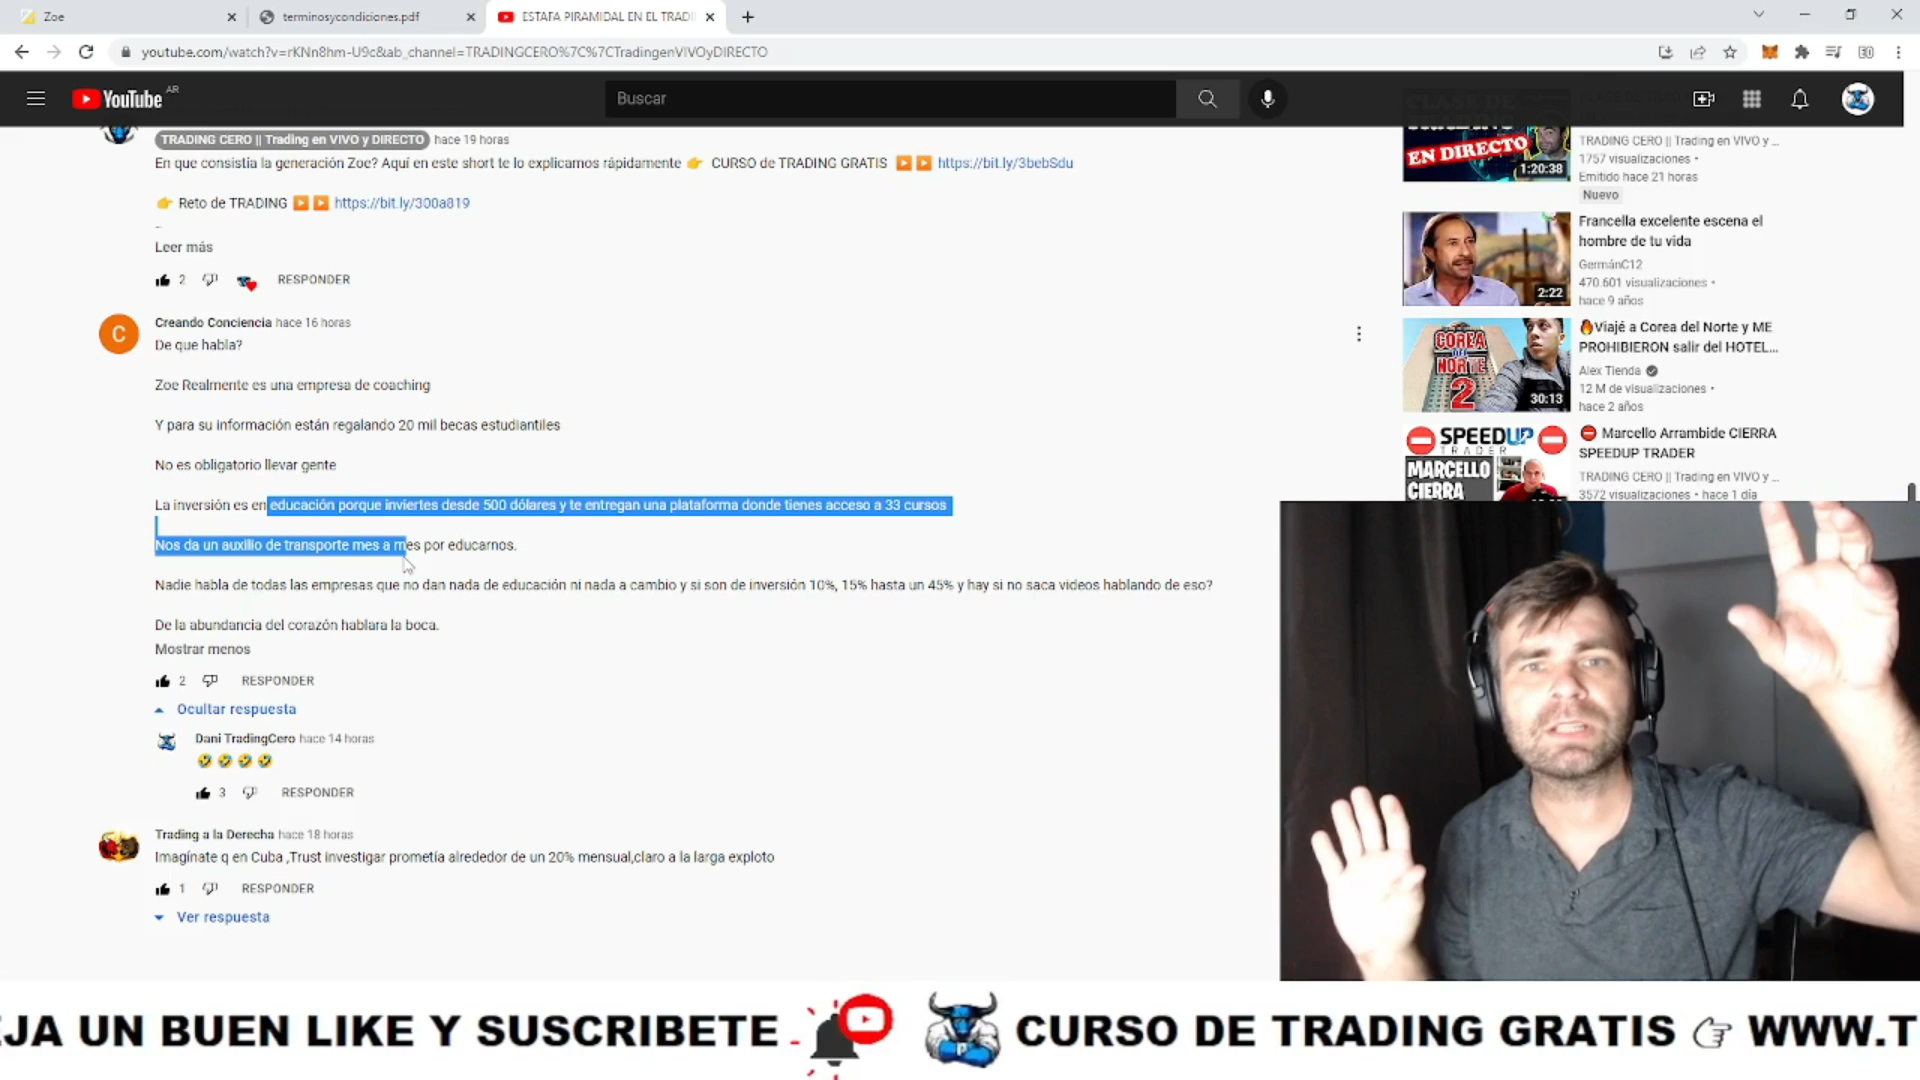 Zoe
terminosycondiciones.pdf
ESTAFA PIRAMIDAL EN EL TRADI
youtube.com/watch?v=rKNn8hm-U9c&ab_channel=TRADINGCERO%7C%7CTradingenVIVOyDIRECTO
YouTube AR
Buscar
TRADING CERO || Trading en VIVO y DIRECTO hace 19 horas
En que consistía la generación Zoe? Aquí en este short te lo explicamos rápidamente 👉 CURSO de TRADING GRATIS ▶️▶️ https://bit.ly/3bebSdu
👉 Reto de TRADING ▶️▶️ https://bit.ly/300a819
-
Leer más
2 RESPONDER
C
Creando Conciencia hace 16 horas
De que habla?
Zoe Realmente es una empresa de coaching
Y para su información están regalando 20 mil becas estudiantiles
No es obligatorio llevar gente
La inversión es en educación porque inviertes desde 500 dólares y te entregan una plataforma donde tienes acceso a 33 cursos
Nos da un auxilio de transporte mes a mes por educarnos.
Nadie habla de todas las empresas que no dan nada de educación ni nada a cambio y si son de inversión 10%, 15% hasta un 45% y hay si no saca videos hablando de eso?
De la abundancia del corazón hablara la boca.
Mostrar menos
2 RESPONDER
Ocultar respuesta
Dani TradingCero hace 14 horas
🤣🤣🤣🤣
3 RESPONDER
Trading a la Derecha hace 18 horas
Imagínate q en Cuba ,Trust investigar prometía alrededor de un 20% mensual,claro a la larga exploto
1 RESPONDER
Ver respuesta
CLASE DE
EN DIRECTO
1:20:38
TRADING CERO || Trading en VIVO y ...
1757 visualizaciones •
Emitido hace 21 horas
Nuevo
2:22
Francella excelente escena el
hombre de tu vida
GermánC12
470.601 visualizaciones •
hace 9 años
COREA
DEL
NORTE
2
30:13
🔥Viajé a Corea del Norte y ME
PROHIBIERON salir del HOTEL...
Alex Tienda
12 M de visualizaciones •
hace 2 años
SPEEDUP
TRADER
MARCELLO
CIERRA
⛔ Marcello Arrambide CIERRA
SPEEDUP TRADER
TRADING CERO || Trading en VIVO y ...
3572 visualizaciones • hace 1 día
EJA UN BUEN LIKE Y SUSCRIBETE CURSO DE TRADING GRATIS 👉 WWW.T